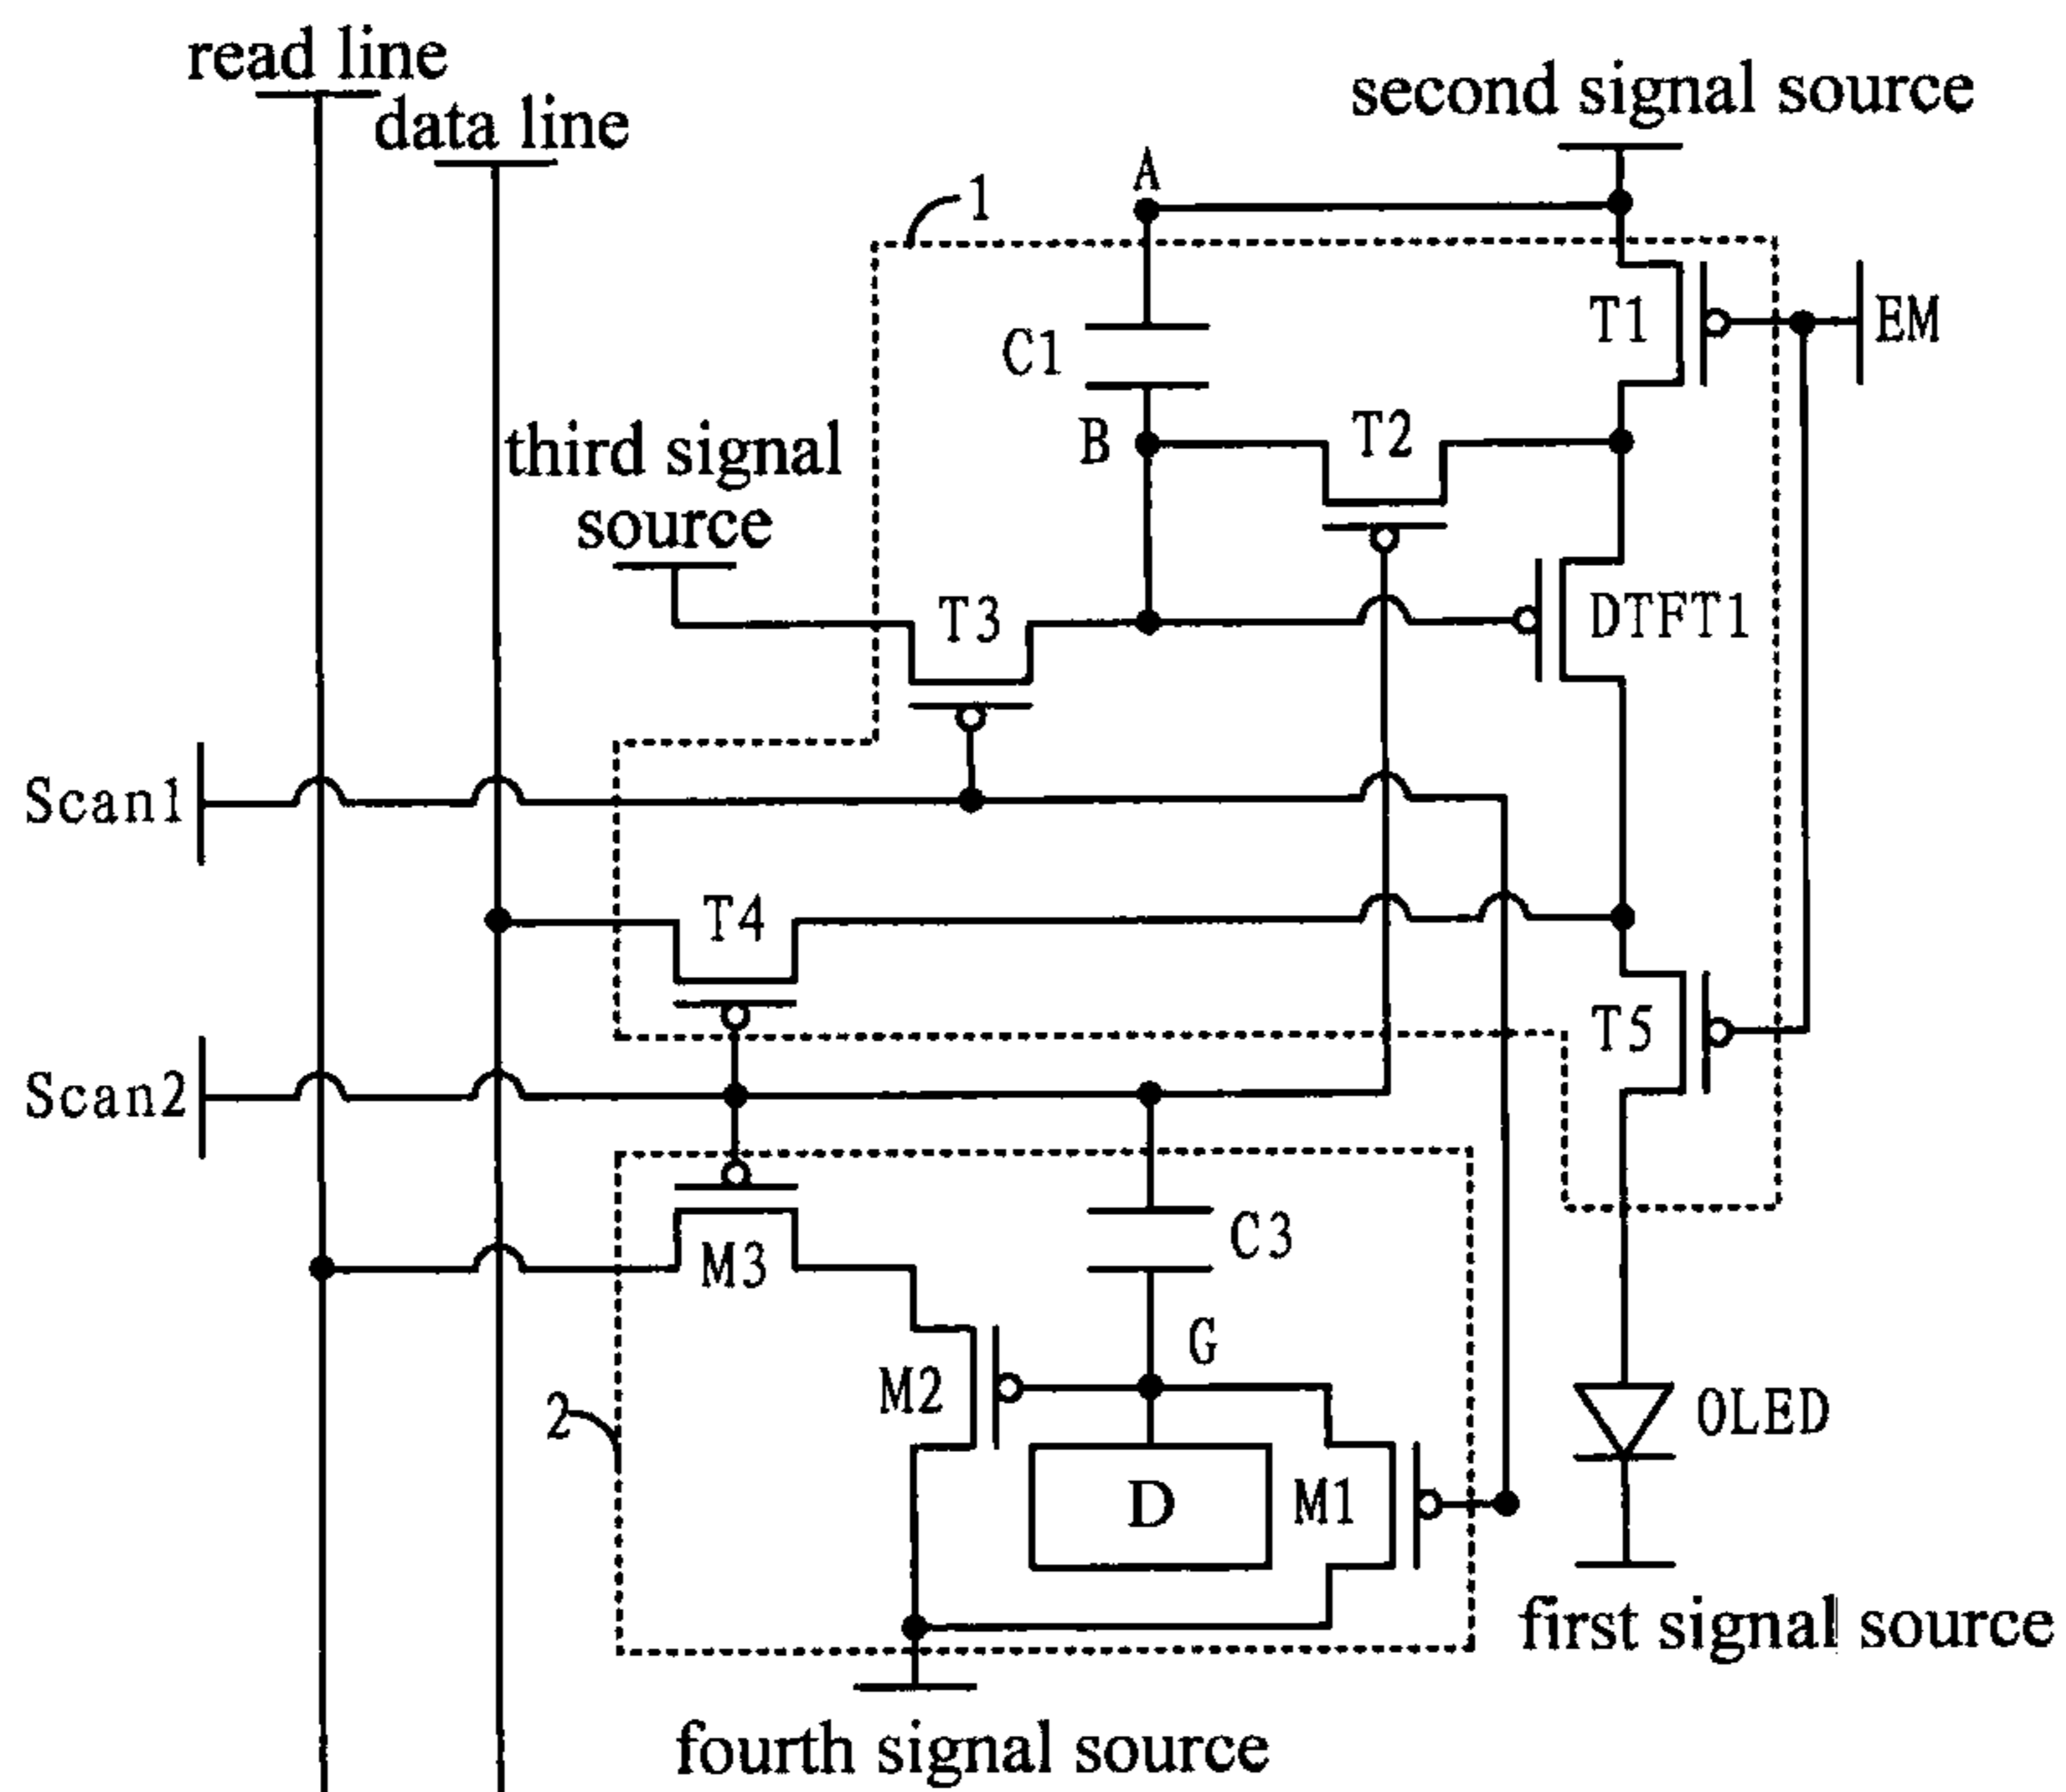 read line
data line
second signal source
A
1
T1
EM
C1
B
T2
third signal
source
T3
DTFT1
Scan1
T4
T5
Scan2
M3
C3
G
M2
2
OLED
D
M1
first signal source
fourth signal source